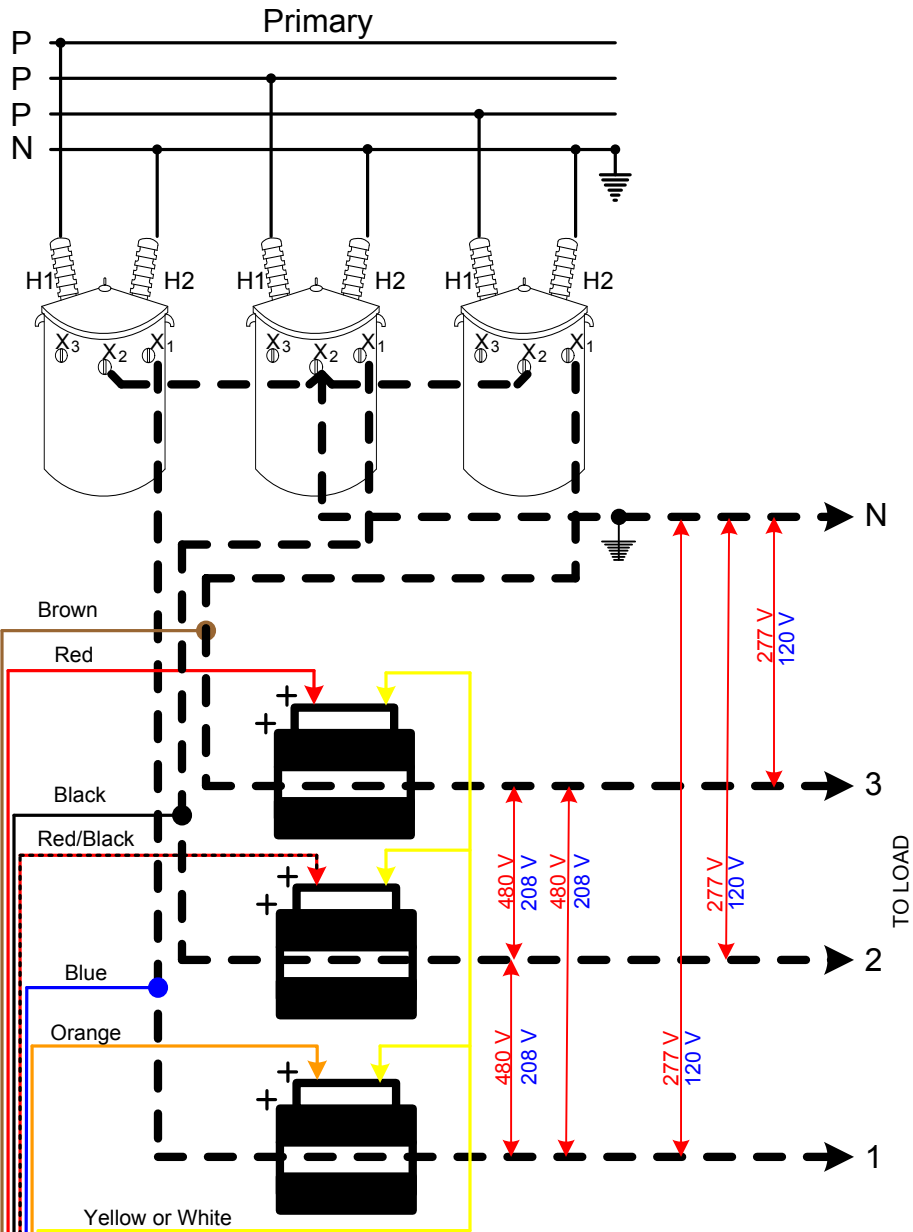 Primary
P
P
P
N
H1 H2 H1 H2 H1 H2
X3 X2 X1 X3 X2 X1 X3 X2 X1
N
Brown
277 V
120 V
Red
+
+
3
Black
Red/Black
480 V
208 V
480 V
208 V
277 V
120 V
TO LOAD
+
+
2
Blue
Orange
480 V
208 V
277 V
120 V
+
+
1
Yellow or White